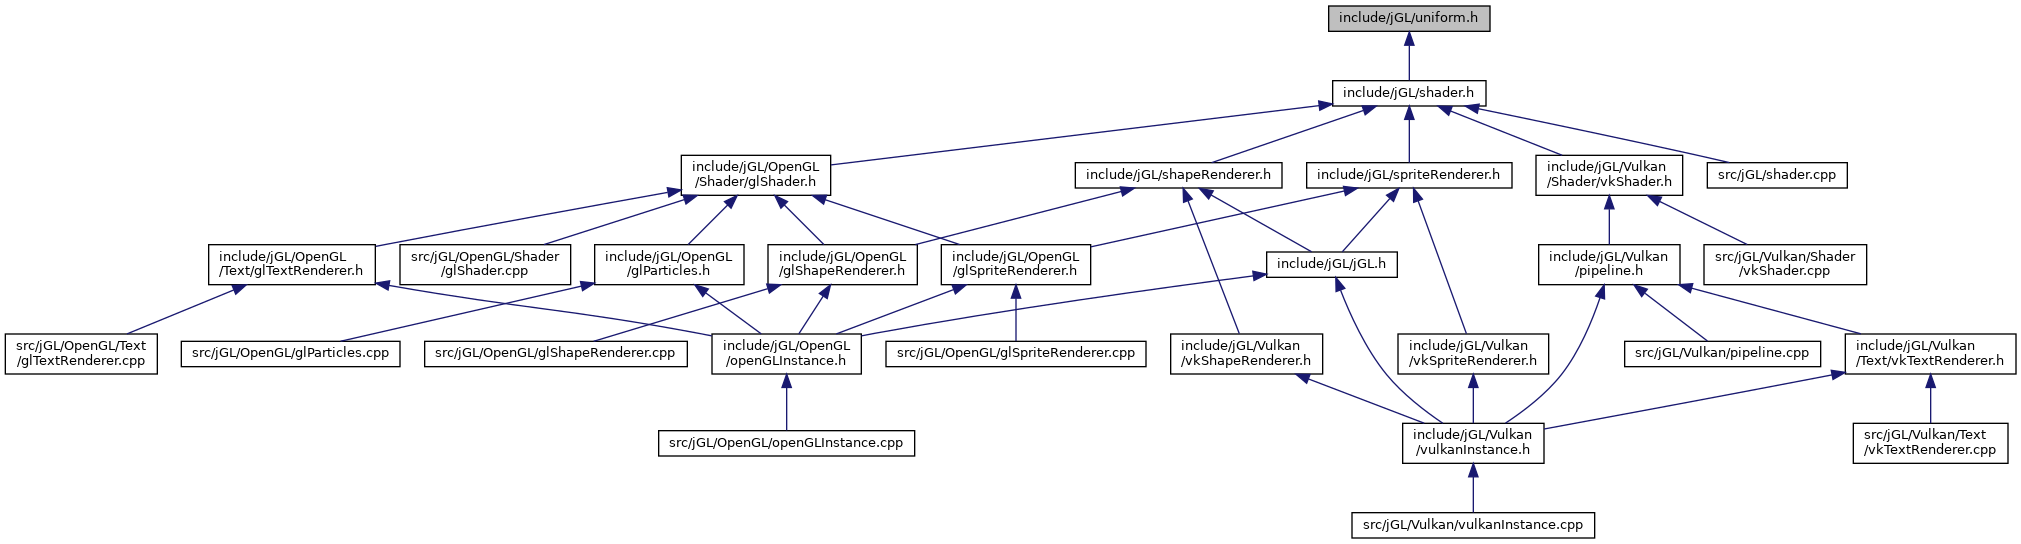 include/jGL/uniform.h
include/jGL/shader.h
include/jGL/OpenGL
/Shader/glShader.h
include/jGL/shapeRenderer.h
include/jGL/spriteRenderer.h
include/jGL/Vulkan
/Shader/vkShader.h
src/jGL/shader.cpp
include/jGL/OpenGL
/Text/glTextRenderer.h
src/jGL/OpenGL/Shader
/glShader.cpp
include/jGL/OpenGL
/glParticles.h
include/jGL/OpenGL
/glShapeRenderer.h
include/jGL/OpenGL
/glSpriteRenderer.h
include/jGL/jGL.h
include/jGL/Vulkan
/pipeline.h
src/jGL/Vulkan/Shader
/vkShader.cpp
src/jGL/OpenGL/Text
/glTextRenderer.cpp
src/jGL/OpenGL/glParticles.cpp
src/jGL/OpenGL/glShapeRenderer.cpp
include/jGL/OpenGL
/openGLInstance.h
src/jGL/OpenGL/glSpriteRenderer.cpp
include/jGL/Vulkan
/vkShapeRenderer.h
include/jGL/Vulkan
/vkSpriteRenderer.h
src/jGL/Vulkan/pipeline.cpp
include/jGL/Vulkan
/Text/vkTextRenderer.h
src/jGL/OpenGL/openGLInstance.cpp
include/jGL/Vulkan
/vulkanInstance.h
src/jGL/Vulkan/Text
/vkTextRenderer.cpp
src/jGL/Vulkan/vulkanInstance.cpp